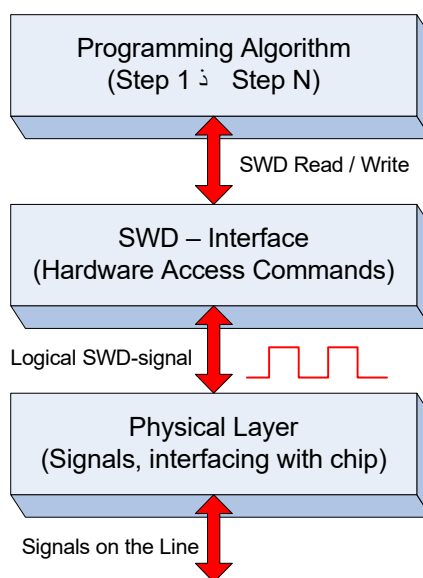 Programming Algorithm
(Step 1 ذ Step N)
SWD Read / Write
SWD – Interface
(Hardware Access Commands)
Logical SWD-signal
Physical Layer
(Signals, interfacing with chip)
Signals on the Line